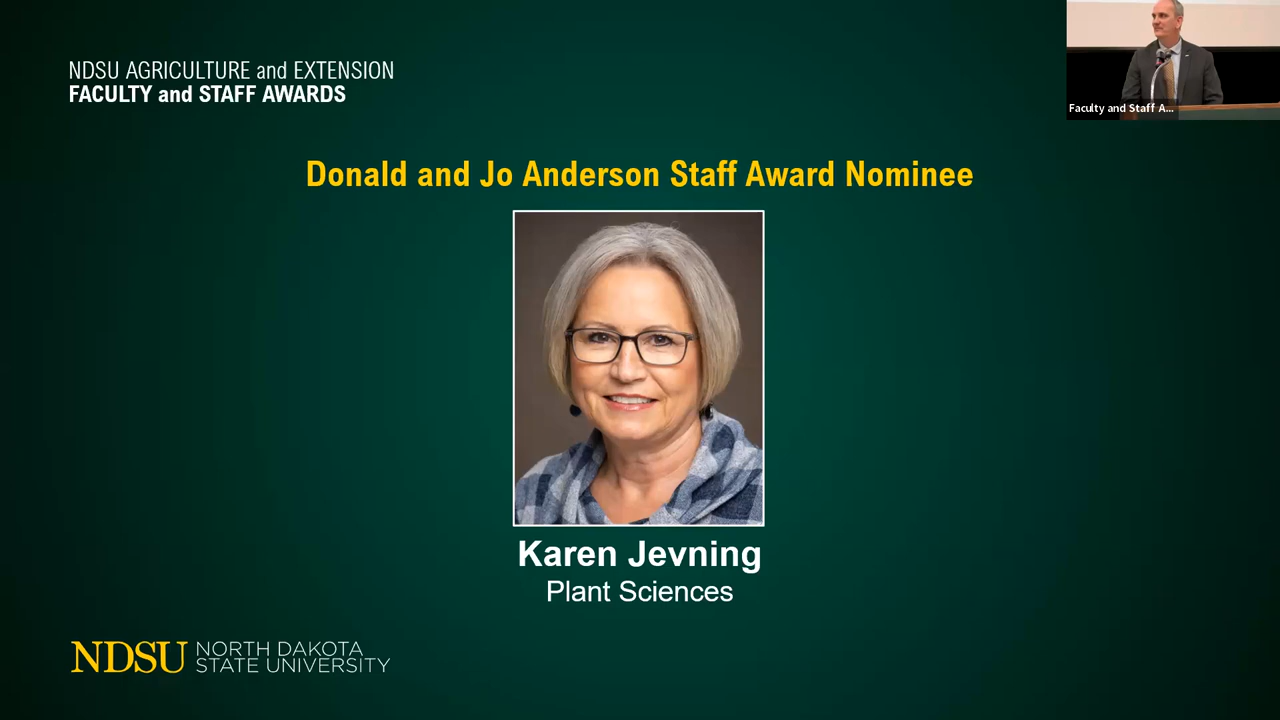 NDSU AGRICULTURE and EXTENSION
FACULTY and STAFF AWARDS
Faculty and Staff A...
Donald and Jo Anderson Staff Award Nominee
Karen Jevning
Plant Sciences
NDSU NORTH DAKOTA
STATE UNIVERSITY